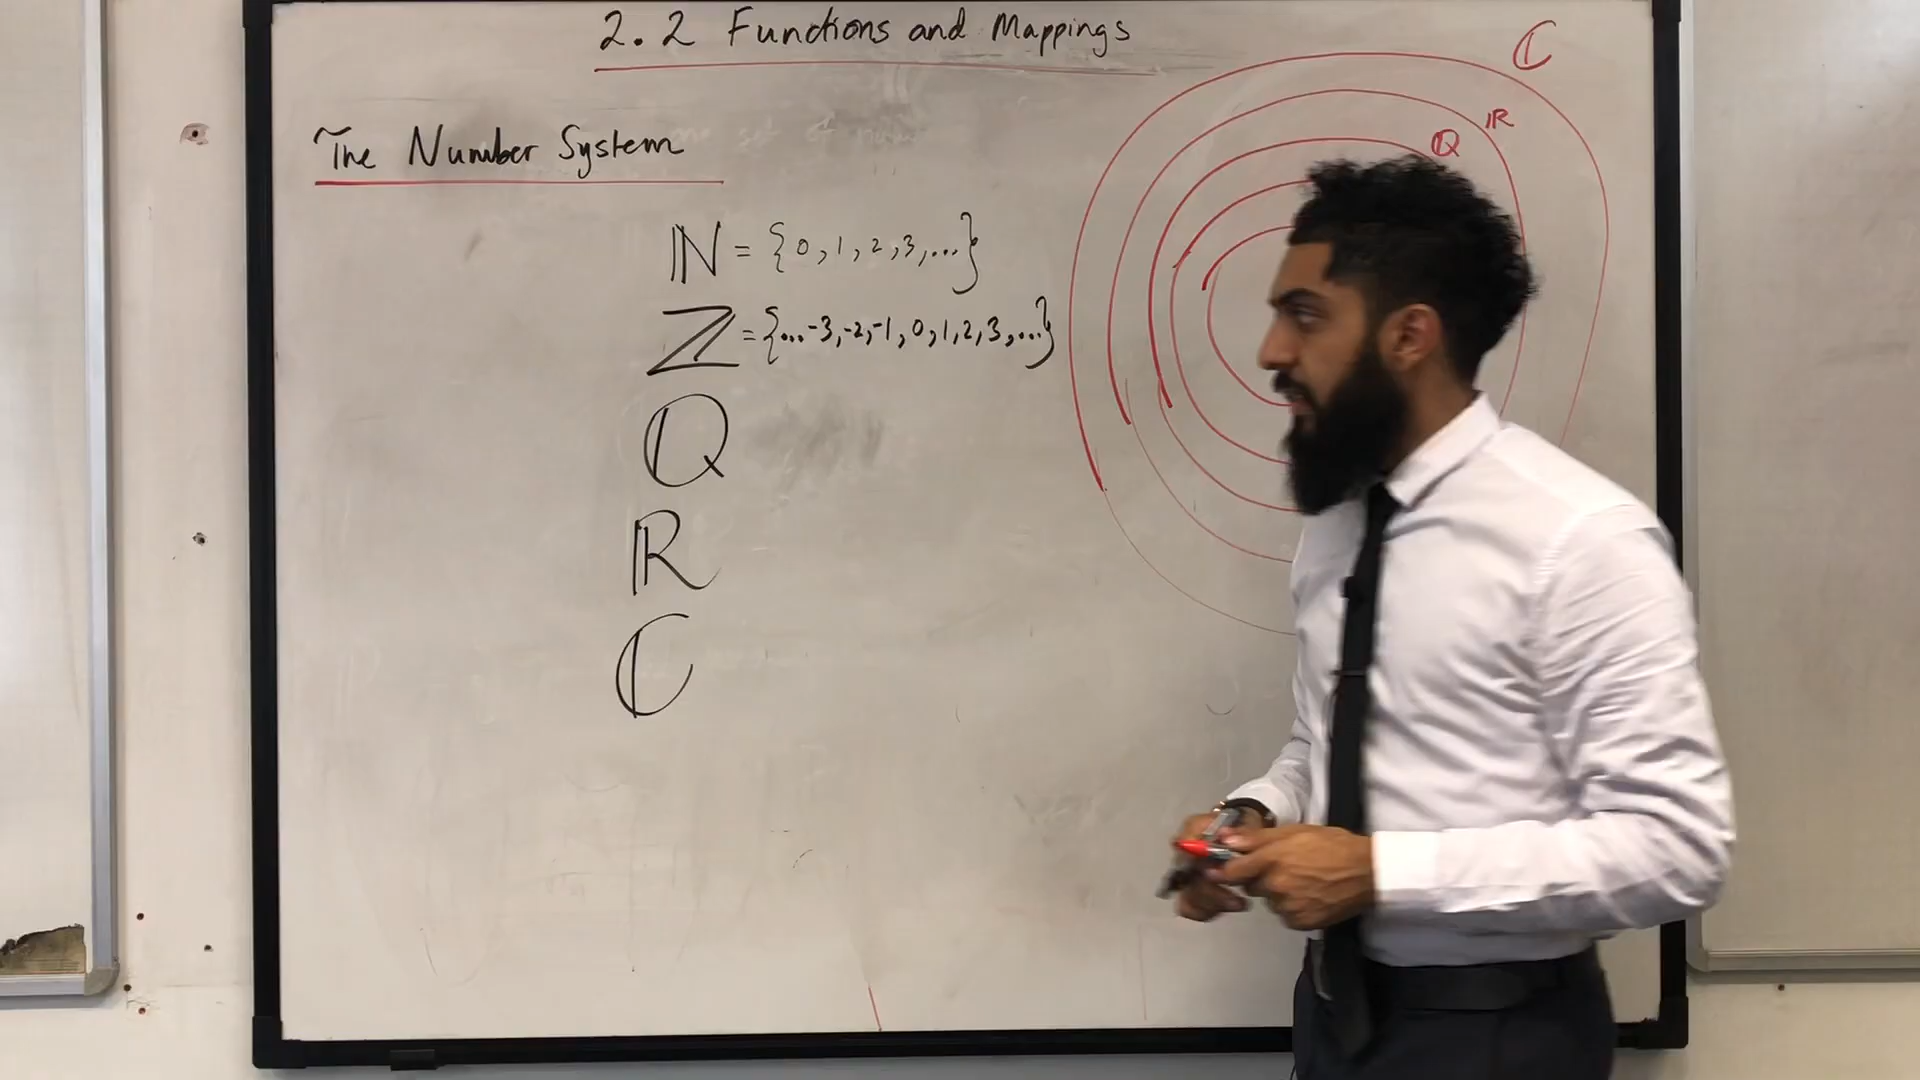 2.2 Functions and Mappings
The Number System
ℂ
ℝ
ℚ
ℕ = {0, 1, 2, 3, ...}
ℤ = {... -3, -2, -1, 0, 1, 2, 3, ...}
ℚ
ℝ
ℂ